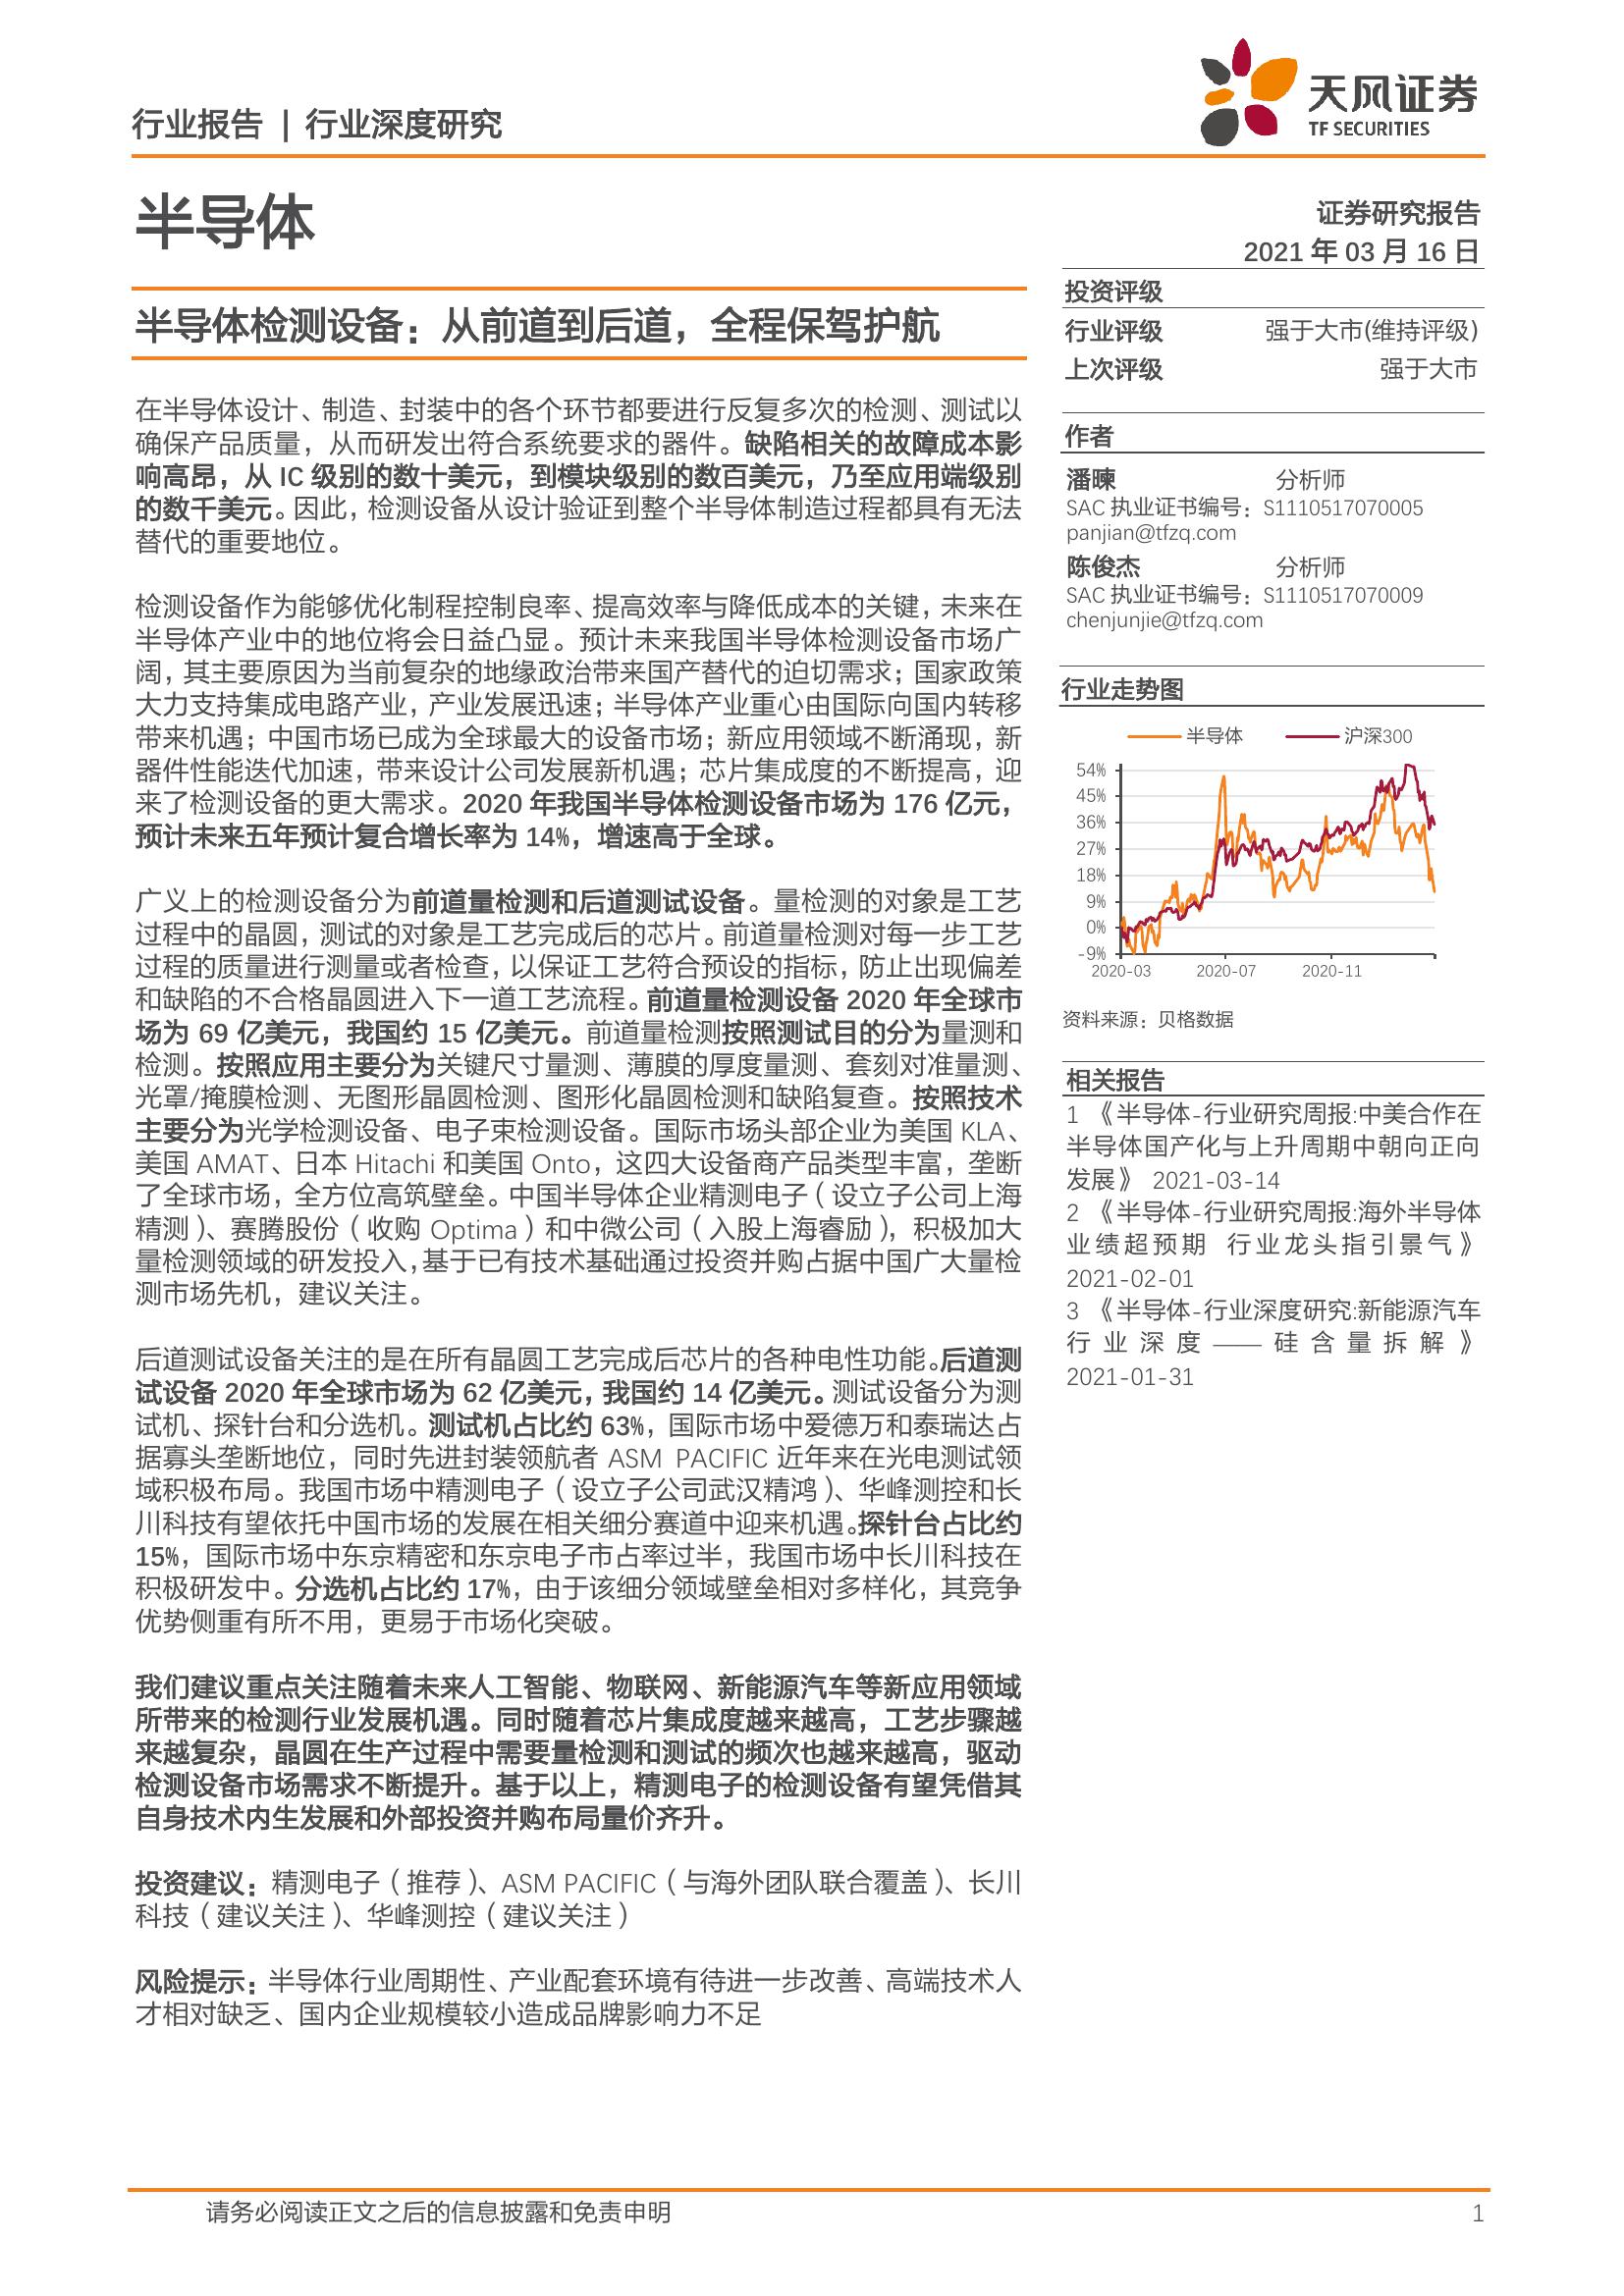 行业报告 | 行业深度研究
天风证券
TF SECURITIES
半导体
证券研究报告
2021 年 03 月 16 日
半导体检测设备：从前道到后道，全程保驾护航
在半导体设计、制造、封装中的各个环节都要进行反复多次的检测、测试以
确保产品质量，从而研发出符合系统要求的器件。缺陷相关的故障成本影
响高昂，从 IC 级别的数十美元，到模块级别的数百美元，乃至应用端级别
的数千美元。因此，检测设备从设计验证到整个半导体制造过程都具有无法
替代的重要地位。
检测设备作为能够优化制程控制良率、提高效率与降低成本的关键，未来在
半导体产业中的地位将会日益凸显。预计未来我国半导体检测设备市场广
阔，其主要原因为当前复杂的地缘政治带来国产替代的迫切需求；国家政策
大力支持集成电路产业，产业发展迅速；半导体产业重心由国际向国内转移
带来机遇；中国市场已成为全球最大的设备市场；新应用领域不断涌现，新
器件性能迭代加速，带来设计公司发展新机遇；芯片集成度的不断提高，迎
来了检测设备的更大需求。2020 年我国半导体检测设备市场为 176 亿元，
预计未来五年预计复合增长率为 14%，增速高于全球。
广义上的检测设备分为前道量检测和后道测试设备。量检测的对象是工艺
过程中的晶圆，测试的对象是工艺完成后的芯片。前道量检测对每一步工艺
过程的质量进行测量或者检查，以保证工艺符合预设的指标，防止出现偏差
和缺陷的不合格晶圆进入下一道工艺流程。前道量检测设备 2020 年全球市
场为 69 亿美元，我国约 15 亿美元。前道量检测按照测试目的分为量测和
检测。按照应用主要分为关键尺寸量测、薄膜的厚度量测、套刻对准量测、
光罩/掩膜检测、无图形晶圆检测、图形化晶圆检测和缺陷复查。按照技术
主要分为光学检测设备、电子束检测设备。国际市场头部企业为美国 KLA、
美国 AMAT、日本 Hitachi 和美国 Onto，这四大设备商产品类型丰富，垄断
了全球市场，全方位高筑壁垒。中国半导体企业精测电子（设立子公司上海
精测）、赛腾股份（收购 Optima）和中微公司（入股上海睿励），积极加大
量检测领域的研发投入，基于已有技术基础通过投资并购占据中国广大量检
测市场先机，建议关注。
后道测试设备关注的是在所有晶圆工艺完成后芯片的各种电性功能。后道测
试设备 2020 年全球市场为 62 亿美元，我国约 14 亿美元。测试设备分为测
试机、探针台和分选机。测试机占比约 63%，国际市场中爱德万和泰瑞达占
据寡头垄断地位，同时先进封装领航者 ASM PACIFIC 近年来在光电测试领
域积极布局。我国市场中精测电子（设立子公司武汉精鸿）、华峰测控和长
川科技有望依托中国市场的发展在相关细分赛道中迎来机遇。探针台占比约
15%，国际市场中东京精密和东京电子市占率过半，我国市场中长川科技在
积极研发中。分选机占比约 17%，由于该细分领域壁垒相对多样化，其竞争
优势侧重有所不用，更易于市场化突破。
我们建议重点关注随着未来人工智能、物联网、新能源汽车等新应用领域
所带来的检测行业发展机遇。同时随着芯片集成度越来越高，工艺步骤越
来越复杂，晶圆在生产过程中需要量检测和测试的频次也越来越高，驱动
检测设备市场需求不断提升。基于以上，精测电子的检测设备有望凭借其
自身技术内生发展和外部投资并购布局量价齐升。
投资建议：精测电子（推荐）、ASM PACIFIC（与海外团队联合覆盖）、长川
科技（建议关注）、华峰测控（建议关注）
风险提示：半导体行业周期性、产业配套环境有待进一步改善、高端技术人
才相对缺乏、国内企业规模较小造成品牌影响力不足
投资评级
行业评级 强于大市(维持评级)
上次评级 强于大市
作者
潘暕 分析师
SAC 执业证书编号：S1110517070005
panjian@tfzq.com
陈俊杰 分析师
SAC 执业证书编号：S1110517070009
chenjunjie@tfzq.com
行业走势图
半导体 沪深300
54%
45%
36%
27%
18%
9%
0%
-9%
2020-03 2020-07 2020-11
资料来源：贝格数据
相关报告
1 《半导体-行业研究周报:中美合作在
半导体国产化与上升周期中朝向正向
发展》 2021-03-14
2 《半导体-行业研究周报:海外半导体
业绩超预期 行业龙头指引景气》
2021-02-01
3 《半导体-行业深度研究:新能源汽车
行业深度——硅含量拆解》
2021-01-31
请务必阅读正文之后的信息披露和免责申明 1